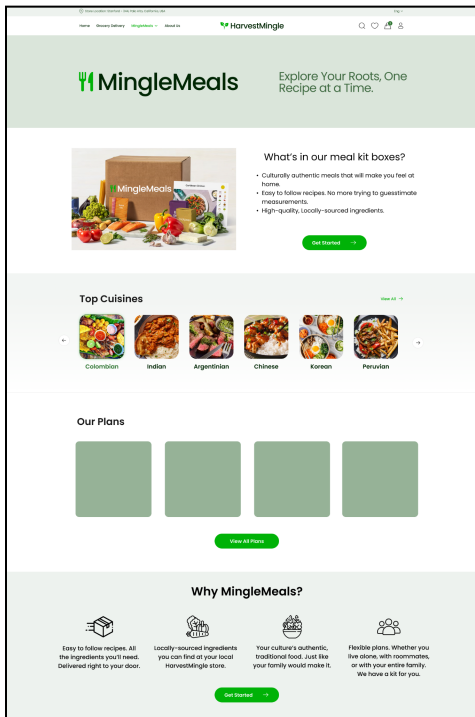 Home Grocery Delivery MingleMeals About Us
HarvestMingle
Eng
MingleMeals
Explore Your Roots, One
Recipe at a Time.
MingleMeals
What's in our meal kit boxes?
• Culturally authentic meals that will make you feel at
home.
• Easy to follow recipes. No more trying to guesstimate
measurements.
• High-quality, Locally-sourced ingredients.
Get Started →
Top Cuisines
View All →
Colombian Indian Argentinian Chinese Korean Peruvian
Our Plans
View All Plans
Why MingleMeals?
Easy to follow recipes. All
the ingredients you'll need.
Delivered right to your door.
Locally-sourced ingredients
you can find at your local
HarvestMingle store.
Your culture's authentic,
traditional food. Just like
your family would make it.
Flexible plans. Whether you
live alone, with roommates,
or with your entire family.
We have a kit for you.
Get Started →